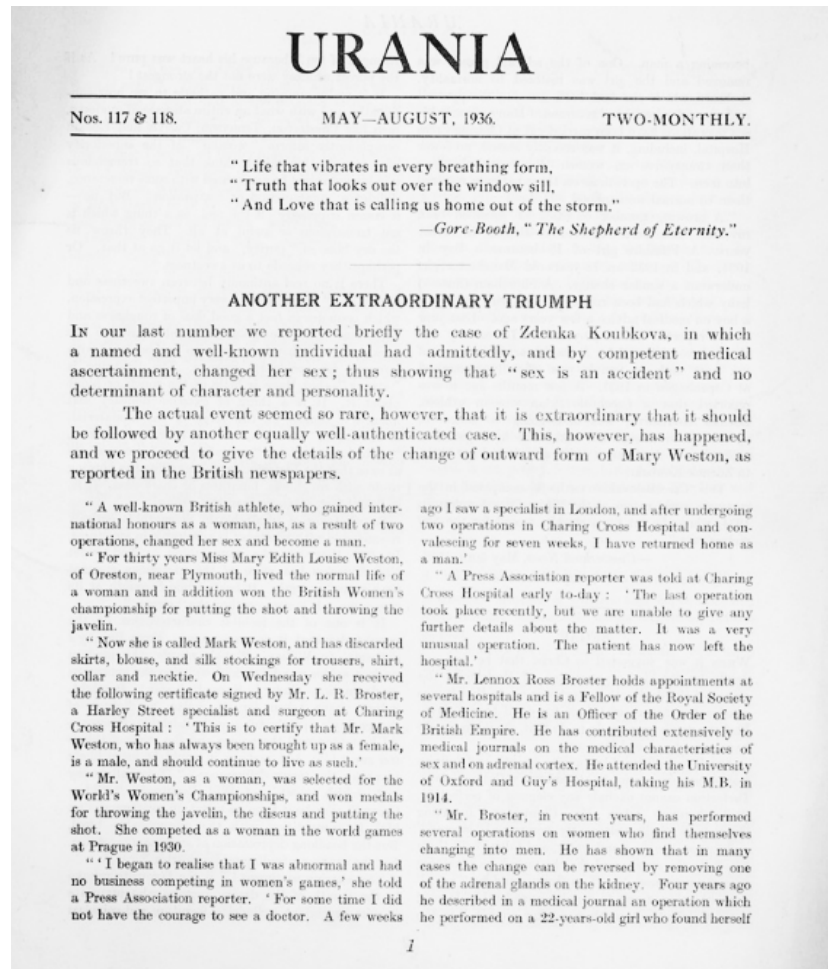 URANIA
Nos. 117 & 118. MAY—AUGUST, 1936. TWO-MONTHLY.
" Life that vibrates in every breathing form,
" Truth that looks out over the window sill,
" And Love that is calling us home out of the storm."
—Gore-Booth, " The Shepherd of Eternity."
ANOTHER EXTRAORDINARY TRIUMPH
IN our last number we reported briefly the case of Zdenka Koubkova, in which
a named and well-known individual had admittedly, and by competent medical
ascertainment, changed her sex ; thus showing that " sex is an accident " and no
determinant of character and personality.
The actual event seemed so rare, however, that it is extraordinary that it should
be followed by another equally well-authenticated case. This, however, has happened,
and we proceed to give the details of the change of outward form of Mary Weston, as
reported in the British newspapers.
" A well-known British athlete, who gained inter-
national honours as a woman, has, as a result of two
operations, changed her sex and become a man.
" For thirty years Miss Mary Edith Louise Weston,
of Oreston, near Plymouth, lived the normal life of
a woman and in addition won the British Women's
championship for putting the shot and throwing the
javelin.
" Now she is called Mark Weston, and has discarded
skirts, blouse, and silk stockings for trousers, shirt,
collar and necktie. On Wednesday she received
the following certificate signed by Mr. L. R. Broster,
a Harley Street specialist and surgeon at Charing
Cross Hospital : ' This is to certify that Mr. Mark
Weston, who has always been brought up as a female,
is a male, and should continue to live as such.'
" Mr. Weston, as a woman, was selected for the
World's Women's Championships, and won medals
for throwing the javelin, the discus and putting the
shot. She competed as a woman in the world games
at Prague in 1930.
" ' I began to realise that I was abnormal and had
no business competing in women's games,' she told
a Press Association reporter. ' For some time I did
not have the courage to see a doctor. A few weeks
ago I saw a specialist in London, and after undergoing
two operations in Charing Cross Hospital and con-
valescing for seven weeks, I have returned home as
a man.'
" A Press Association reporter was told at Charing
Cross Hospital early to-day : ' The last operation
took place recently, but we are unable to give any
further details about the matter. It was a very
unusual operation. The patient has now left the
hospital.'
" Mr. Lennox Ross Broster holds appointments at
several hospitals and is a Fellow of the Royal Society
of Medicine. He is an Officer of the Order of the
British Empire. He has contributed extensively to
medical journals on the medical characteristics of
sex and on adrenal cortex. He attended the University
of Oxford and Guy's Hospital, taking his M.B. in
1914.
" Mr. Broster, in recent years, has performed
several operations on women who find themselves
changing into men. He has shown that in many
cases the change can be reversed by removing one
of the adrenal glands on the kidney. Four years ago
he described in a medical journal an operation which
he performed on a 22-years-old girl who found herself
1